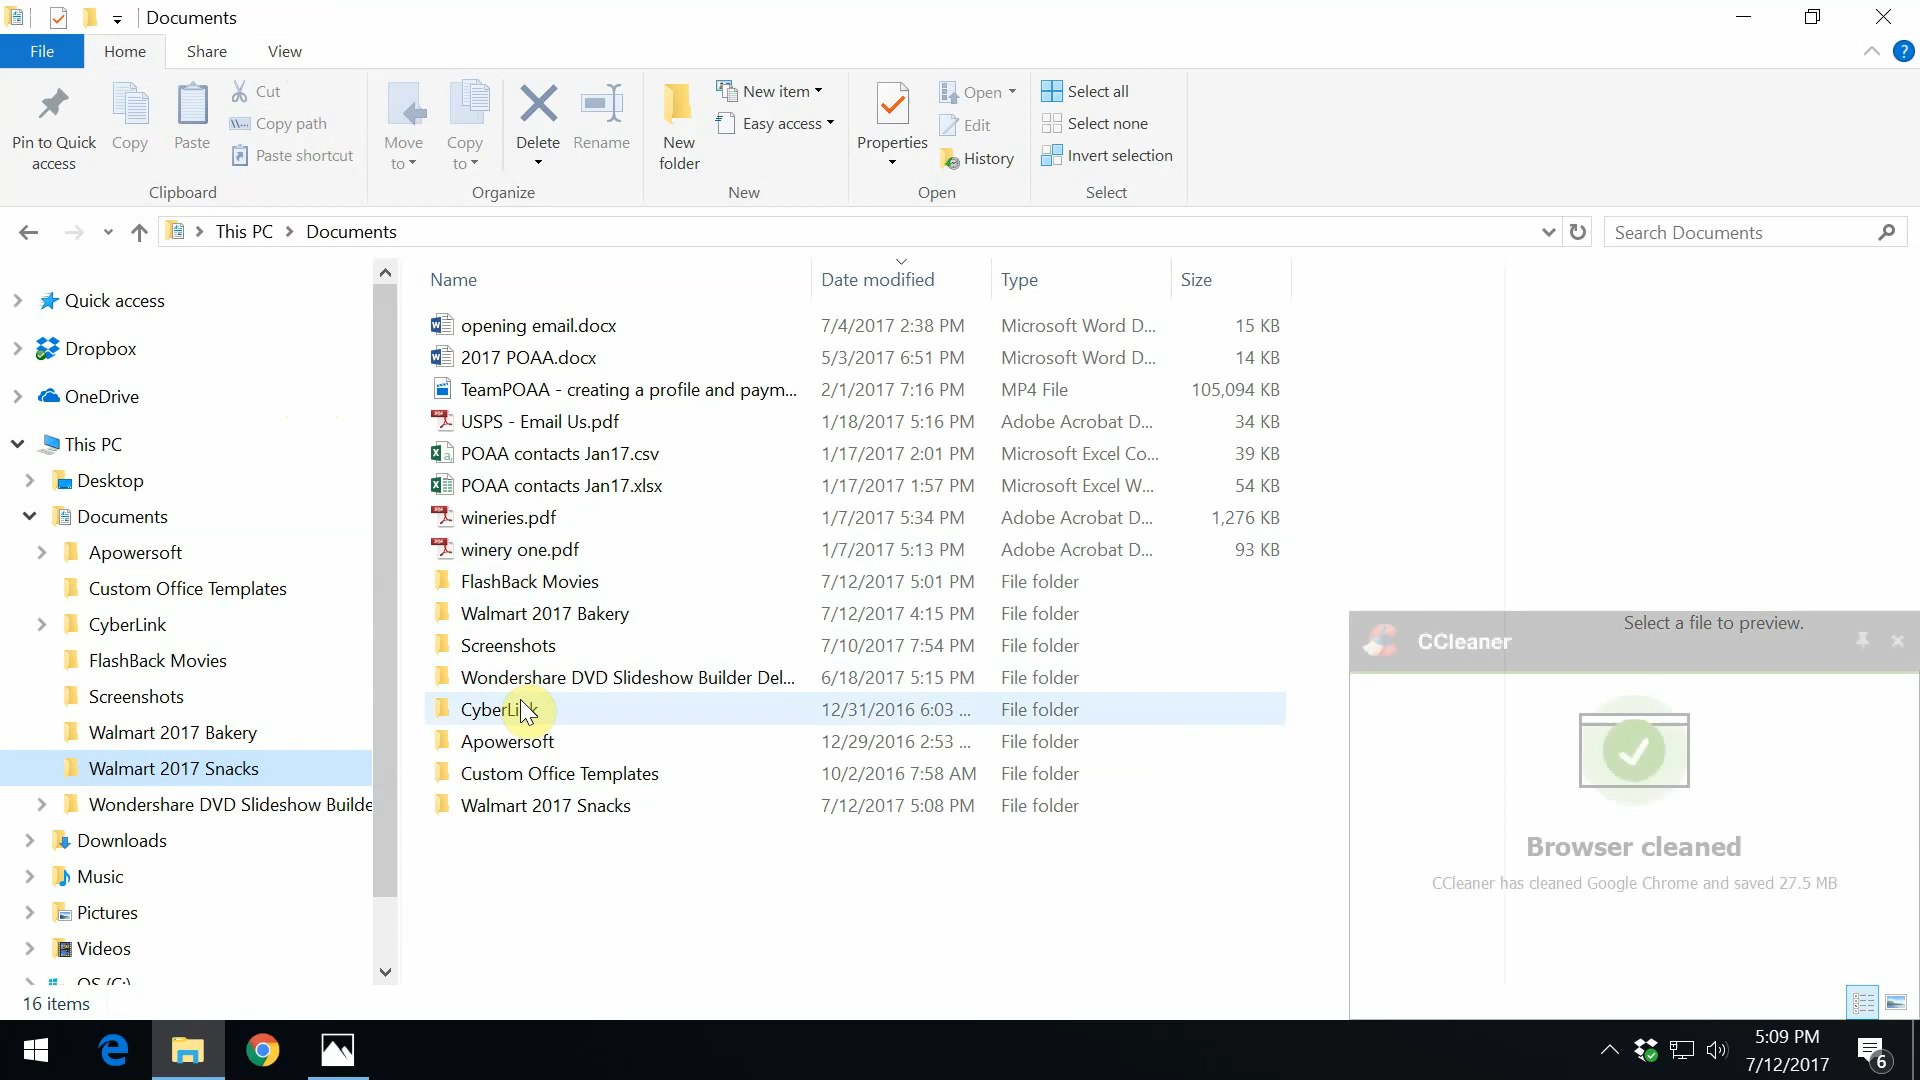 Documents
File
Home
Share
View
Pin to Quick access
Copy
Paste
Cut
Copy path
Paste shortcut
Clipboard
Move to
Copy to
Delete
Rename
Organize
New folder
New item
Easy access
New
Properties
Open
Edit
History
Open
Select all
Select none
Invert selection
Select
This PC > Documents
Search Documents
Quick access
Dropbox
OneDrive
This PC
Desktop
Documents
Apowersoft
Custom Office Templates
CyberLink
FlashBack Movies
Screenshots
Walmart 2017 Bakery
Walmart 2017 Snacks
Wondershare DVD Slideshow Builde
Downloads
Music
Pictures
Videos
OS (C:)
Name Date modified Type Size
opening email.docx 7/4/2017 2:38 PM Microsoft Word D... 15 KB
2017 POAA.docx 5/3/2017 6:51 PM Microsoft Word D... 14 KB
TeamPOAA - creating a profile and paym... 2/1/2017 7:16 PM MP4 File 105,094 KB
USPS - Email Us.pdf 1/18/2017 5:16 PM Adobe Acrobat D... 34 KB
POAA contacts Jan17.csv 1/17/2017 2:01 PM Microsoft Excel Co... 39 KB
POAA contacts Jan17.xlsx 1/17/2017 1:57 PM Microsoft Excel W... 54 KB
wineries.pdf 1/7/2017 5:34 PM Adobe Acrobat D... 1,276 KB
winery one.pdf 1/7/2017 5:13 PM Adobe Acrobat D... 93 KB
FlashBack Movies 7/12/2017 5:01 PM File folder
Walmart 2017 Bakery 7/12/2017 4:15 PM File folder
Screenshots 7/10/2017 7:54 PM File folder
Wondershare DVD Slideshow Builder Del... 6/18/2017 5:15 PM File folder
CyberLink 12/31/2016 6:03 ... File folder
Apowersoft 12/29/2016 2:53 ... File folder
Custom Office Templates 10/2/2016 7:58 AM File folder
Walmart 2017 Snacks 7/12/2017 5:08 PM File folder
Select a file to preview.
CCleaner
Browser cleaned
CCleaner has cleaned Google Chrome and saved 27.5 MB
16 items
5:09 PM
7/12/2017
6